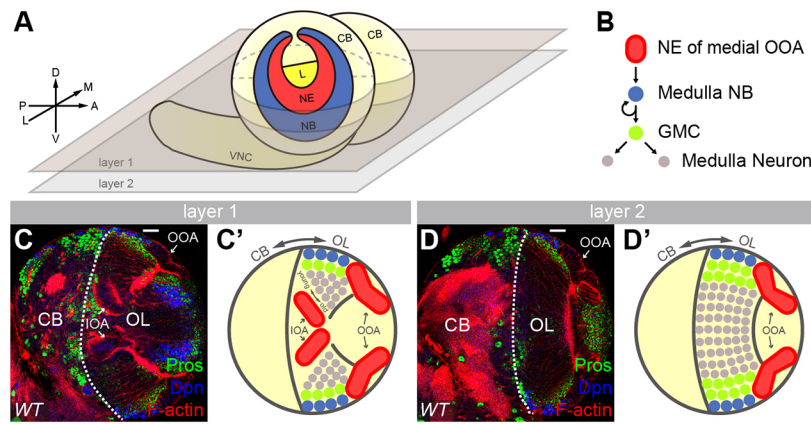 A
CB
CB
L
NE
NB
VNC
layer 1
layer 2
D
M
P
A
L
V
B
NE of medial OOA
Medulla NB
GMC
Medulla Neuron
layer 1
layer 2
C
OOA
CB
IOA
OL
Pros
Dpn
F-actin
WT
C’
CB
OL
young
old
IOA
OOA
D
OOA
CB
OL
Pros
Dpn
F-actin
WT
D’
CB
OL
OOA